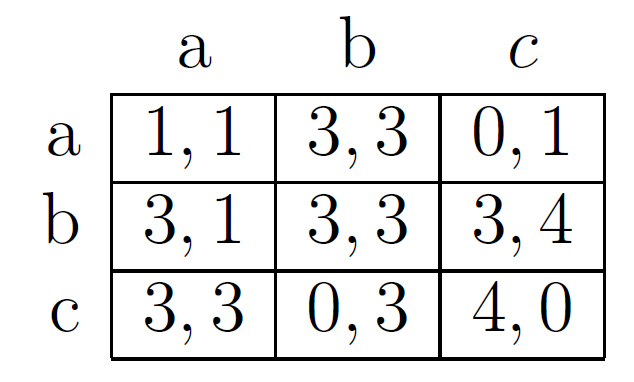 a b c
a 1, 1 3, 3 0, 1
b 3, 1 3, 3 3, 4
c 3, 3 0, 3 4, 0